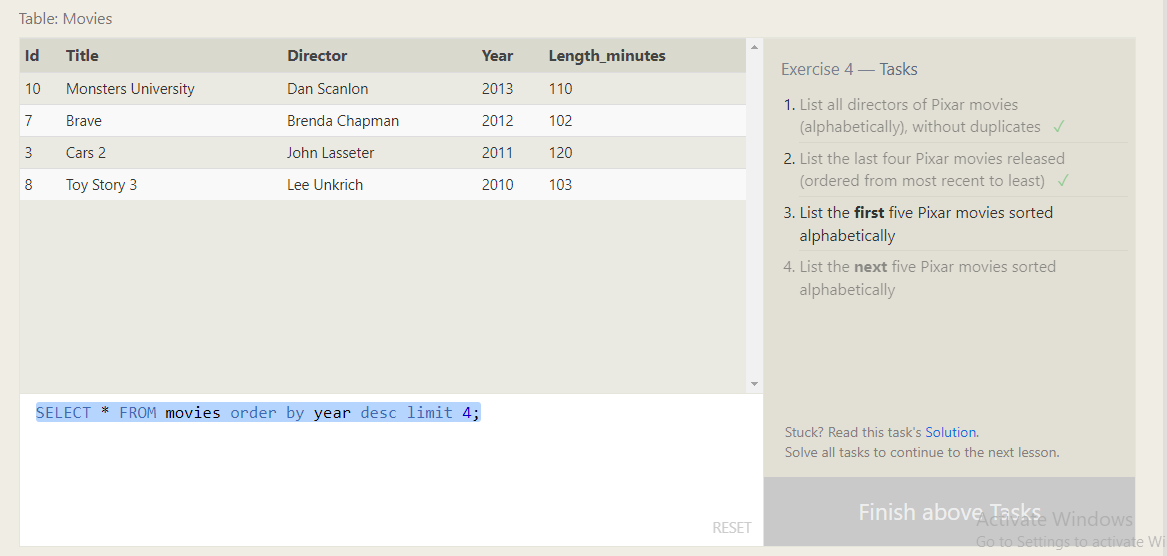 Table: Movies
Id Title Director Year Length_minutes
10 Monsters University Dan Scanlon 2013 110
7 Brave Brenda Chapman 2012 102
3 Cars 2 John Lasseter 2011 120
8 Toy Story 3 Lee Unkrich 2010 103
SELECT * FROM movies order by year desc limit 4;
RESET
Exercise 4 — Tasks
1. List all directors of Pixar movies
(alphabetically), without duplicates ✓
2. List the last four Pixar movies released
(ordered from most recent to least) ✓
3. List the first five Pixar movies sorted
alphabetically
4. List the next five Pixar movies sorted
alphabetically
Stuck? Read this task's Solution.
Solve all tasks to continue to the next lesson.
Finish above Tasks
Activate Windows
Go to Settings to activate Wi